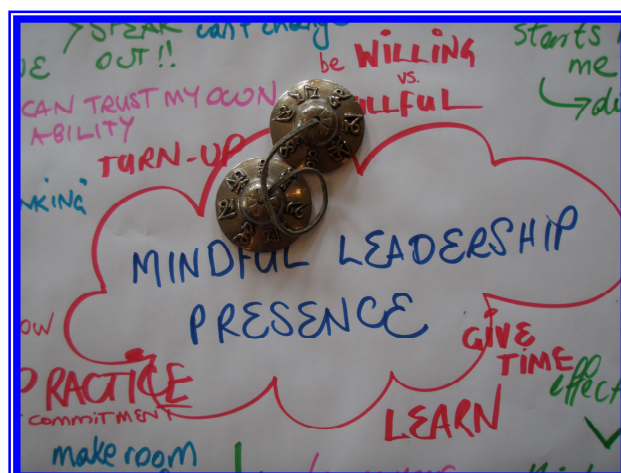 SPEAK
OUT!!
can't change
be WILLING
vs.
starts
me
CAN TRUST MY OWN
ABILITY
TURN-UP
MINDFUL LEADERSHIP
PRESENCE
GIVE
TIME
PRACTICE
COMMITMENT
LEARN
make room